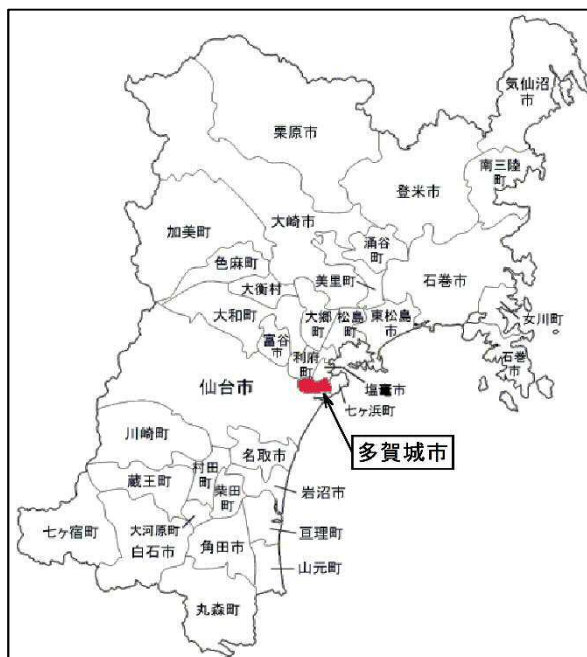 気仙沼
市
栗原市
南三陸
町
登米市
大崎市
加美町
涌谷
町
色麻町
美里町
石巻市
大衡村
大和町
大郷
町
松島
町
東松島
市
女川町
富谷
市
利府
町
石巻
市
仙台市
塩竈市
七ヶ浜町
多賀城市
川崎町
名取市
村田
町
蔵王町
柴田
町
岩沼市
七ヶ宿町
大河原町
亘理町
白石市
角田市
山元町
丸森町